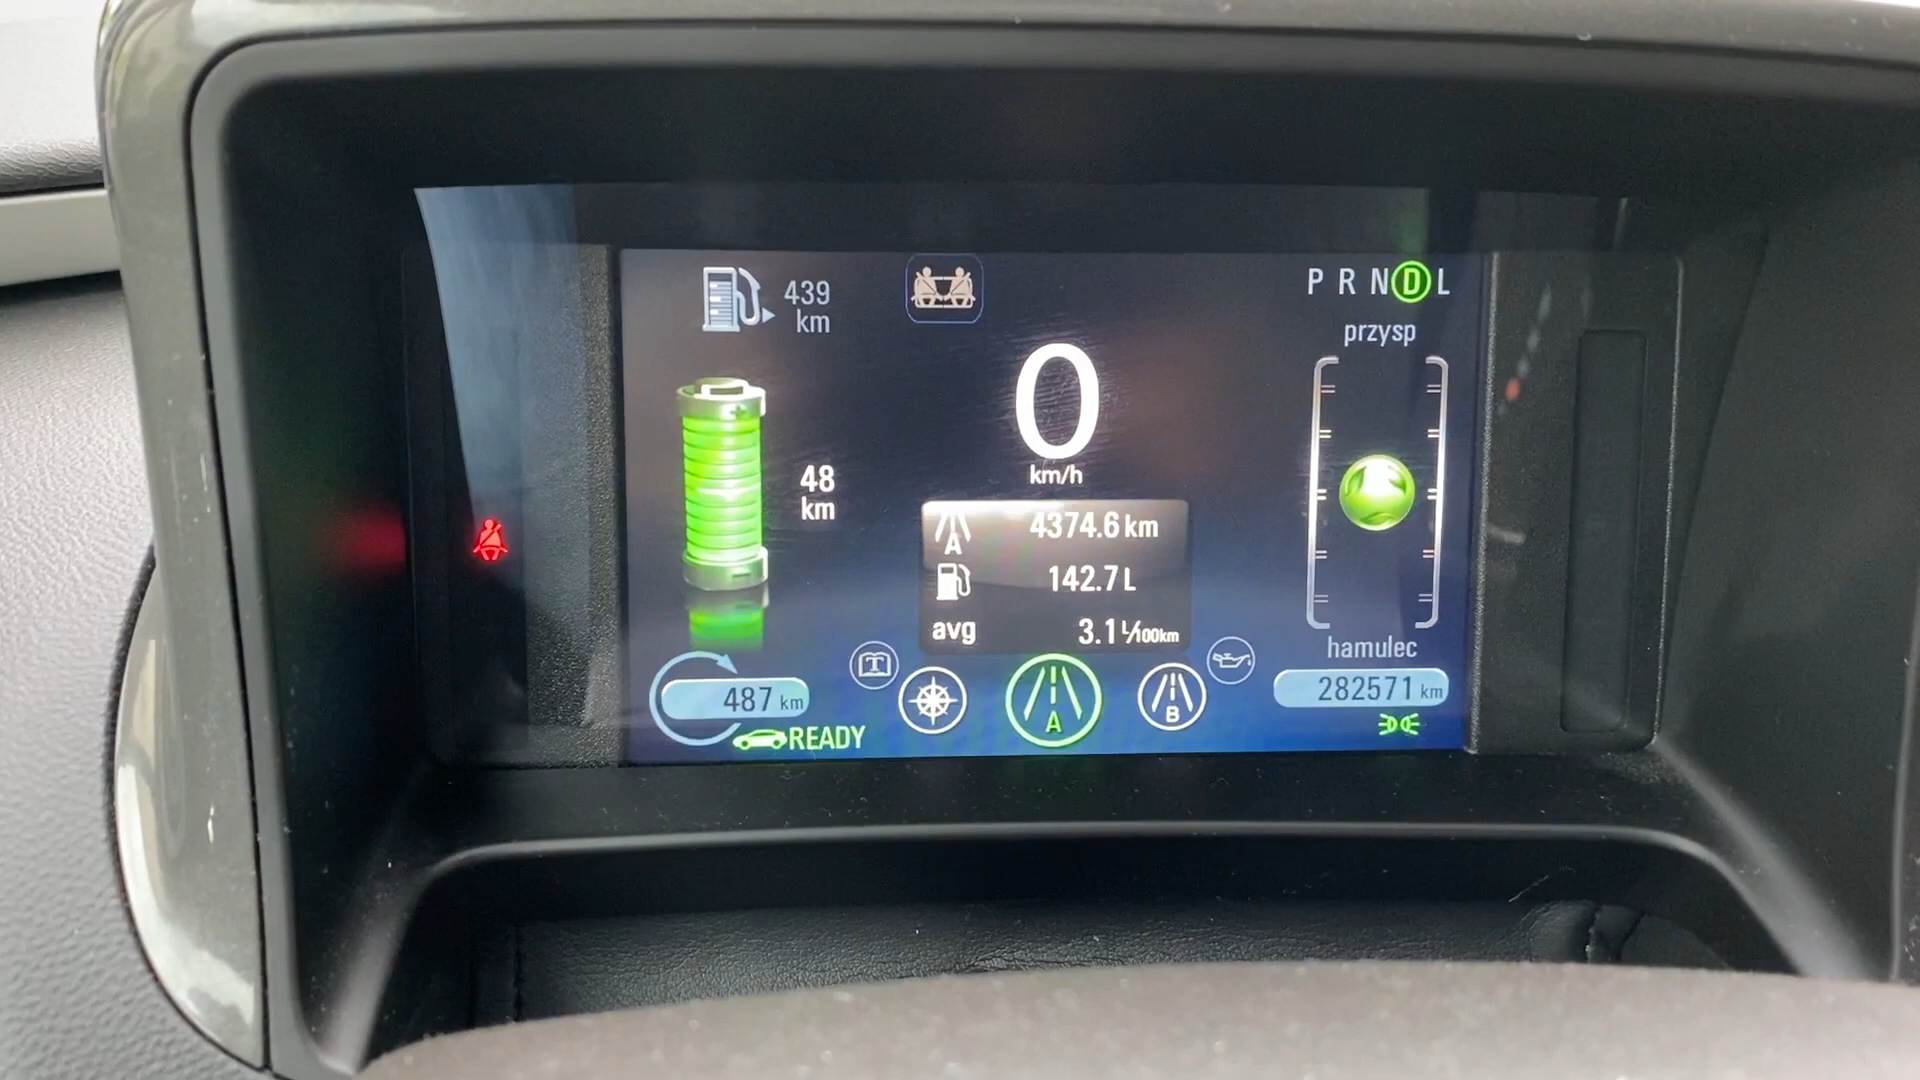 439
km
P R N D L
przysp
0
km/h
48
km
A 4374.6 km
142.7 L
avg 3.1 L/100km
hamulec
487 km
T
A
B
282571 km
READY